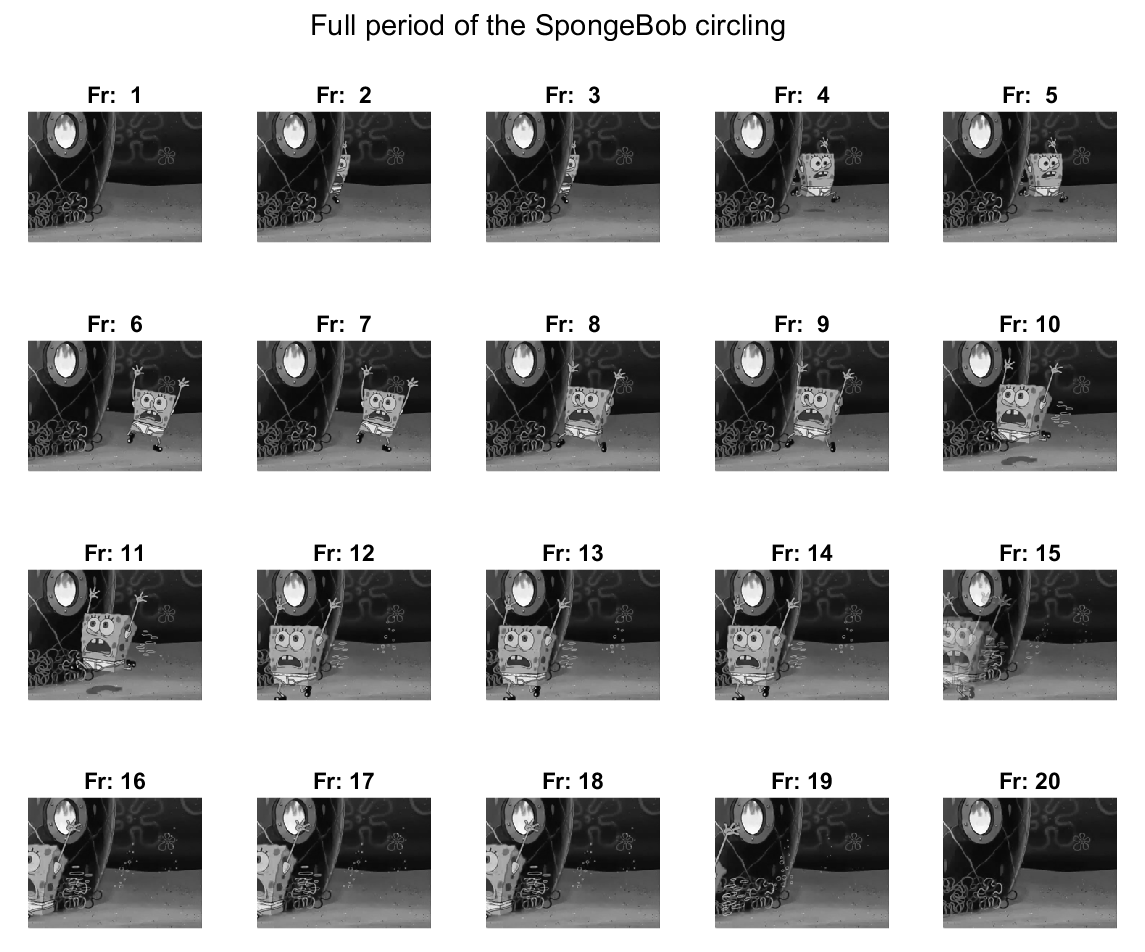 Full period of the SpongeBob circling
Fr:  1
Fr:  2
Fr:  3
Fr:  4
Fr:  5
Fr:  6
Fr:  7
Fr:  8
Fr:  9
Fr: 10
Fr: 11
Fr: 12
Fr: 13
Fr: 14
Fr: 15
Fr: 16
Fr: 17
Fr: 18
Fr: 19
Fr: 20